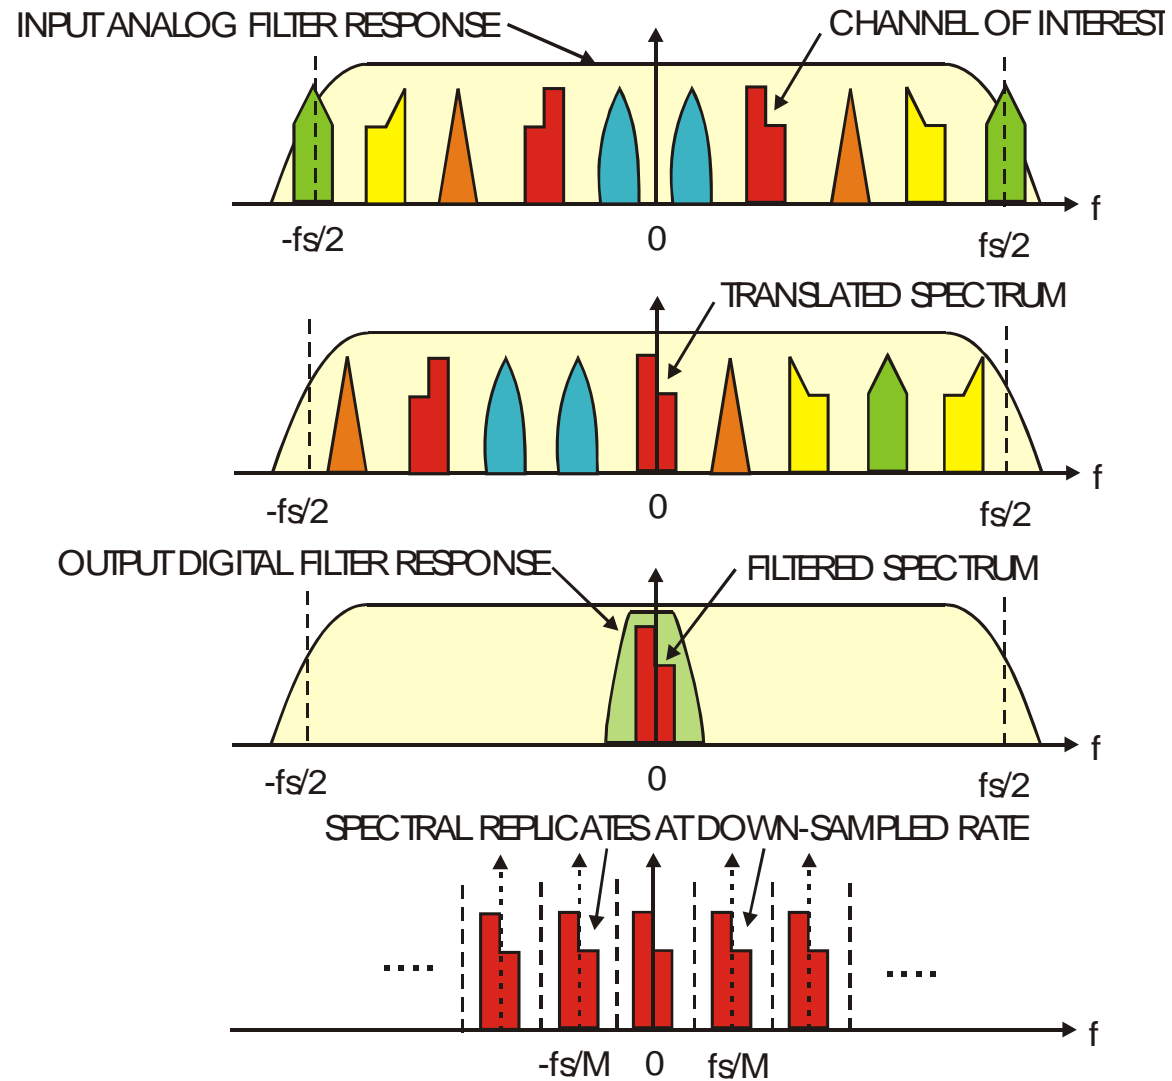 INPUT ANALOG FILTER RESPONSE
CHANNEL OF INTEREST
f
-fs/2
0
fs/2
TRANSLATED SPECTRUM
f
-fs/2
0
fs/2
OUTPUT DIGITAL FILTER RESPONSE
FILTERED SPECTRUM
f
-fs/2
0
fs/2
SPECTRAL REPLICATES AT DOWN-SAMPLED RATE
f
-fs/M
0
fs/M